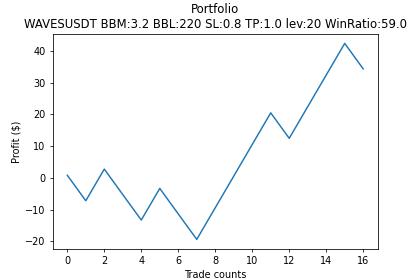 Portfolio
WAVESUSDT BBM:3.2 BBL:220 SL:0.8 TP:1.0 lev:20 WinRatio:59.0
40
30
20
10
0
−10
−20
Profit ($)
0 2 4 6 8 10 12 14 16
Trade counts